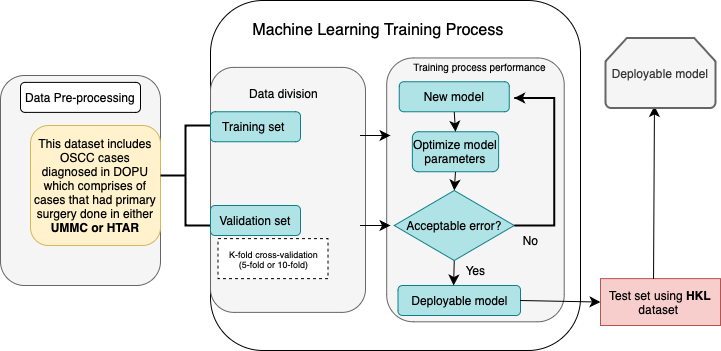 Machine Learning Training Process
Data Pre-processing
This dataset includes
OSCC cases
diagnosed in DOPU
which comprises of
cases that had primary
surgery done in either
UMMC or HTAR
Data division
Training set
Validation set
K-fold cross-validation
(5-fold or 10-fold)
Training process performance
New model
Optimize model
parameters
Acceptable error?
No
Yes
Deployable model
Test set using HKL
dataset
Deployable model